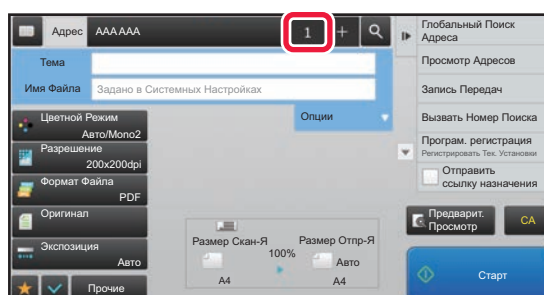 Адрес AAA AAA 1 +
Тема
Имя Файла Задано в Системных Настройках
Опции
Цветной Режим
Авто/Mono2
Разрешение
200x200dpi
Формат Файла
PDF
Оригинал
Экспозиция
Авто
Прочие
Размер Скан-Я
100%
Размер Отпр-Я
Авто
A4
A4
Глобальный Поиск
Адреса
Просмотр Адресов
Запись Передач
Вызвать Номер Поиска
Програм. регистрация
Регистрировать Тек. Установки
Отправить
ссылку назначения
Предварит.
Просмотр
CA
Старт